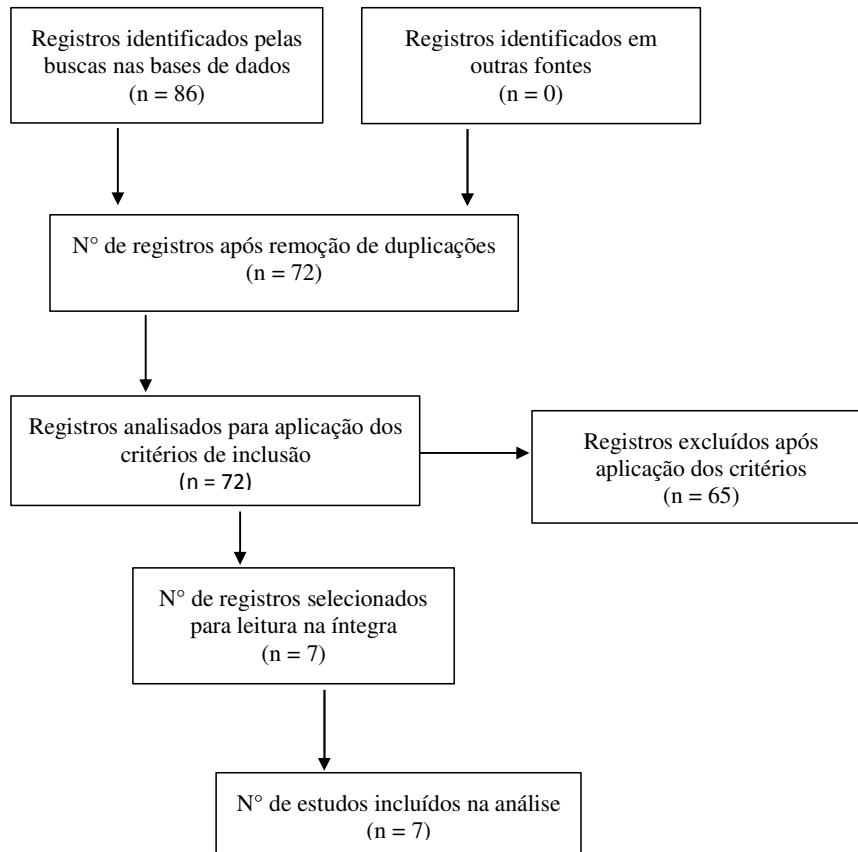 Registros identificados pelas
buscas nas bases de dados
(n = 86)
Registros identificados em
outras fontes
(n = 0)
N° de registros após remoção de duplicações
(n = 72)
Registros analisados para aplicação dos
critérios de inclusão
(n = 72)
Registros excluídos após
aplicação dos critérios
(n = 65)
N° de registros selecionados
para leitura na íntegra
(n = 7)
N° de estudos incluídos na análise
(n = 7)